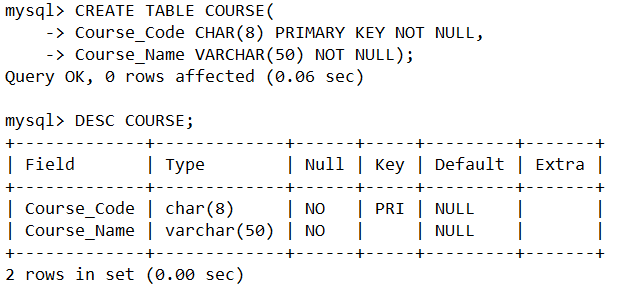 mysql> CREATE TABLE COURSE(
    -> Course_Code CHAR(8) PRIMARY KEY NOT NULL,
    -> Course_Name VARCHAR(50) NOT NULL);
Query OK, 0 rows affected (0.06 sec)

mysql> DESC COURSE;
+-------------+-------------+------+-----+---------+-------+
| Field       | Type        | Null | Key | Default | Extra |
+-------------+-------------+------+-----+---------+-------+
| Course_Code | char(8)     | NO   | PRI | NULL    |       |
| Course_Name | varchar(50) | NO   |     | NULL    |       |
+-------------+-------------+------+-----+---------+-------+
2 rows in set (0.00 sec)